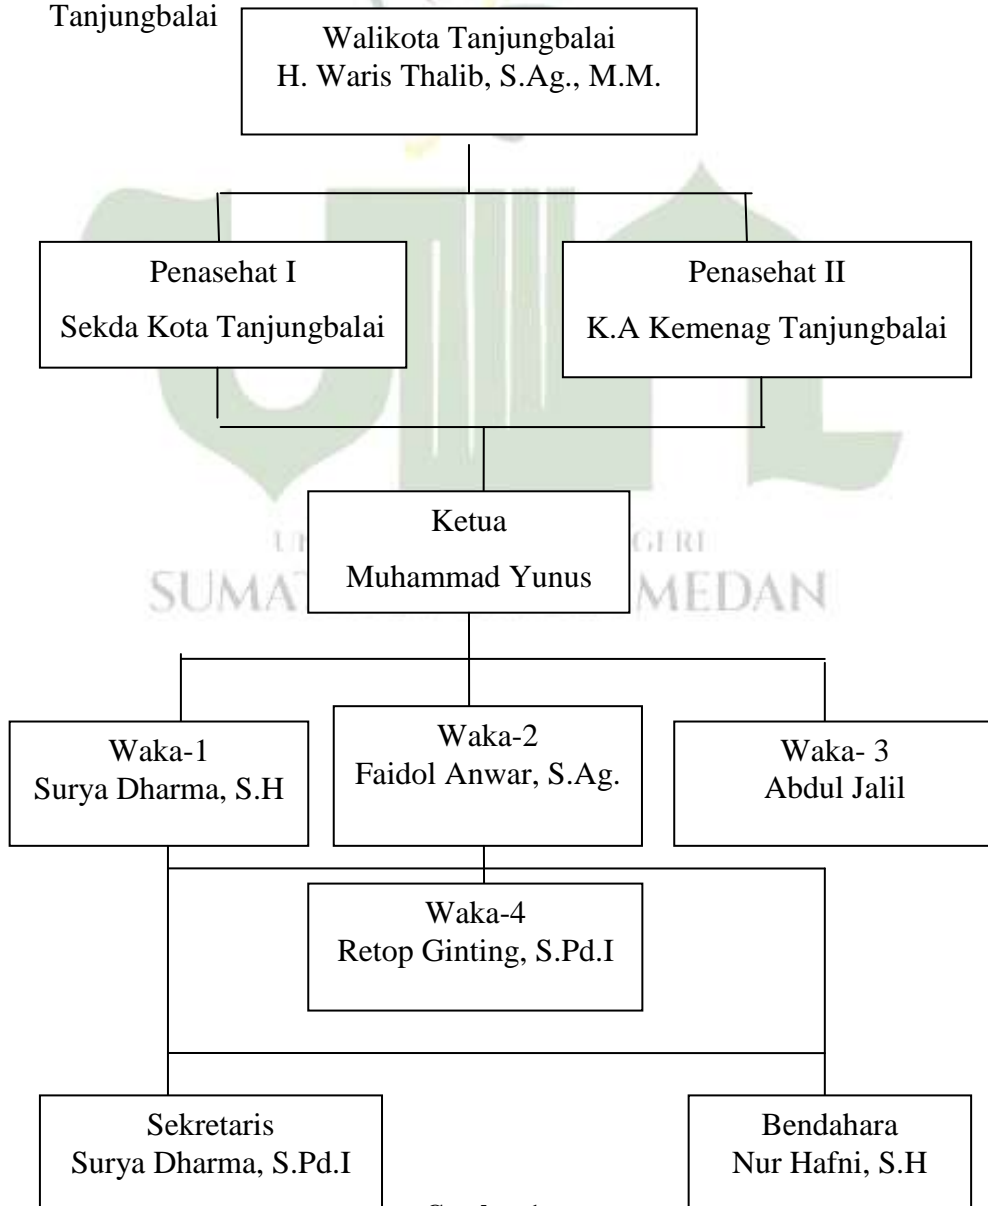 Tanjungbalai
Walikota Tanjungbalai
H. Waris Thalib, S.Ag., M.M.
Penasehat I
Sekda Kota Tanjungbalai
Penasehat II
K.A Kemenag Tanjungbalai
Ketua
Muhammad Yunus
SUMAT MEDAN
Waka-1
Surya Dharma, S.H
Waka-2
Faidol Anwar, S.Ag.
Waka- 3
Abdul Jalil
Waka-4
Retop Ginting, S.Pd.I
Sekretaris
Surya Dharma, S.Pd.I
Bendahara
Nur Hafni, S.H